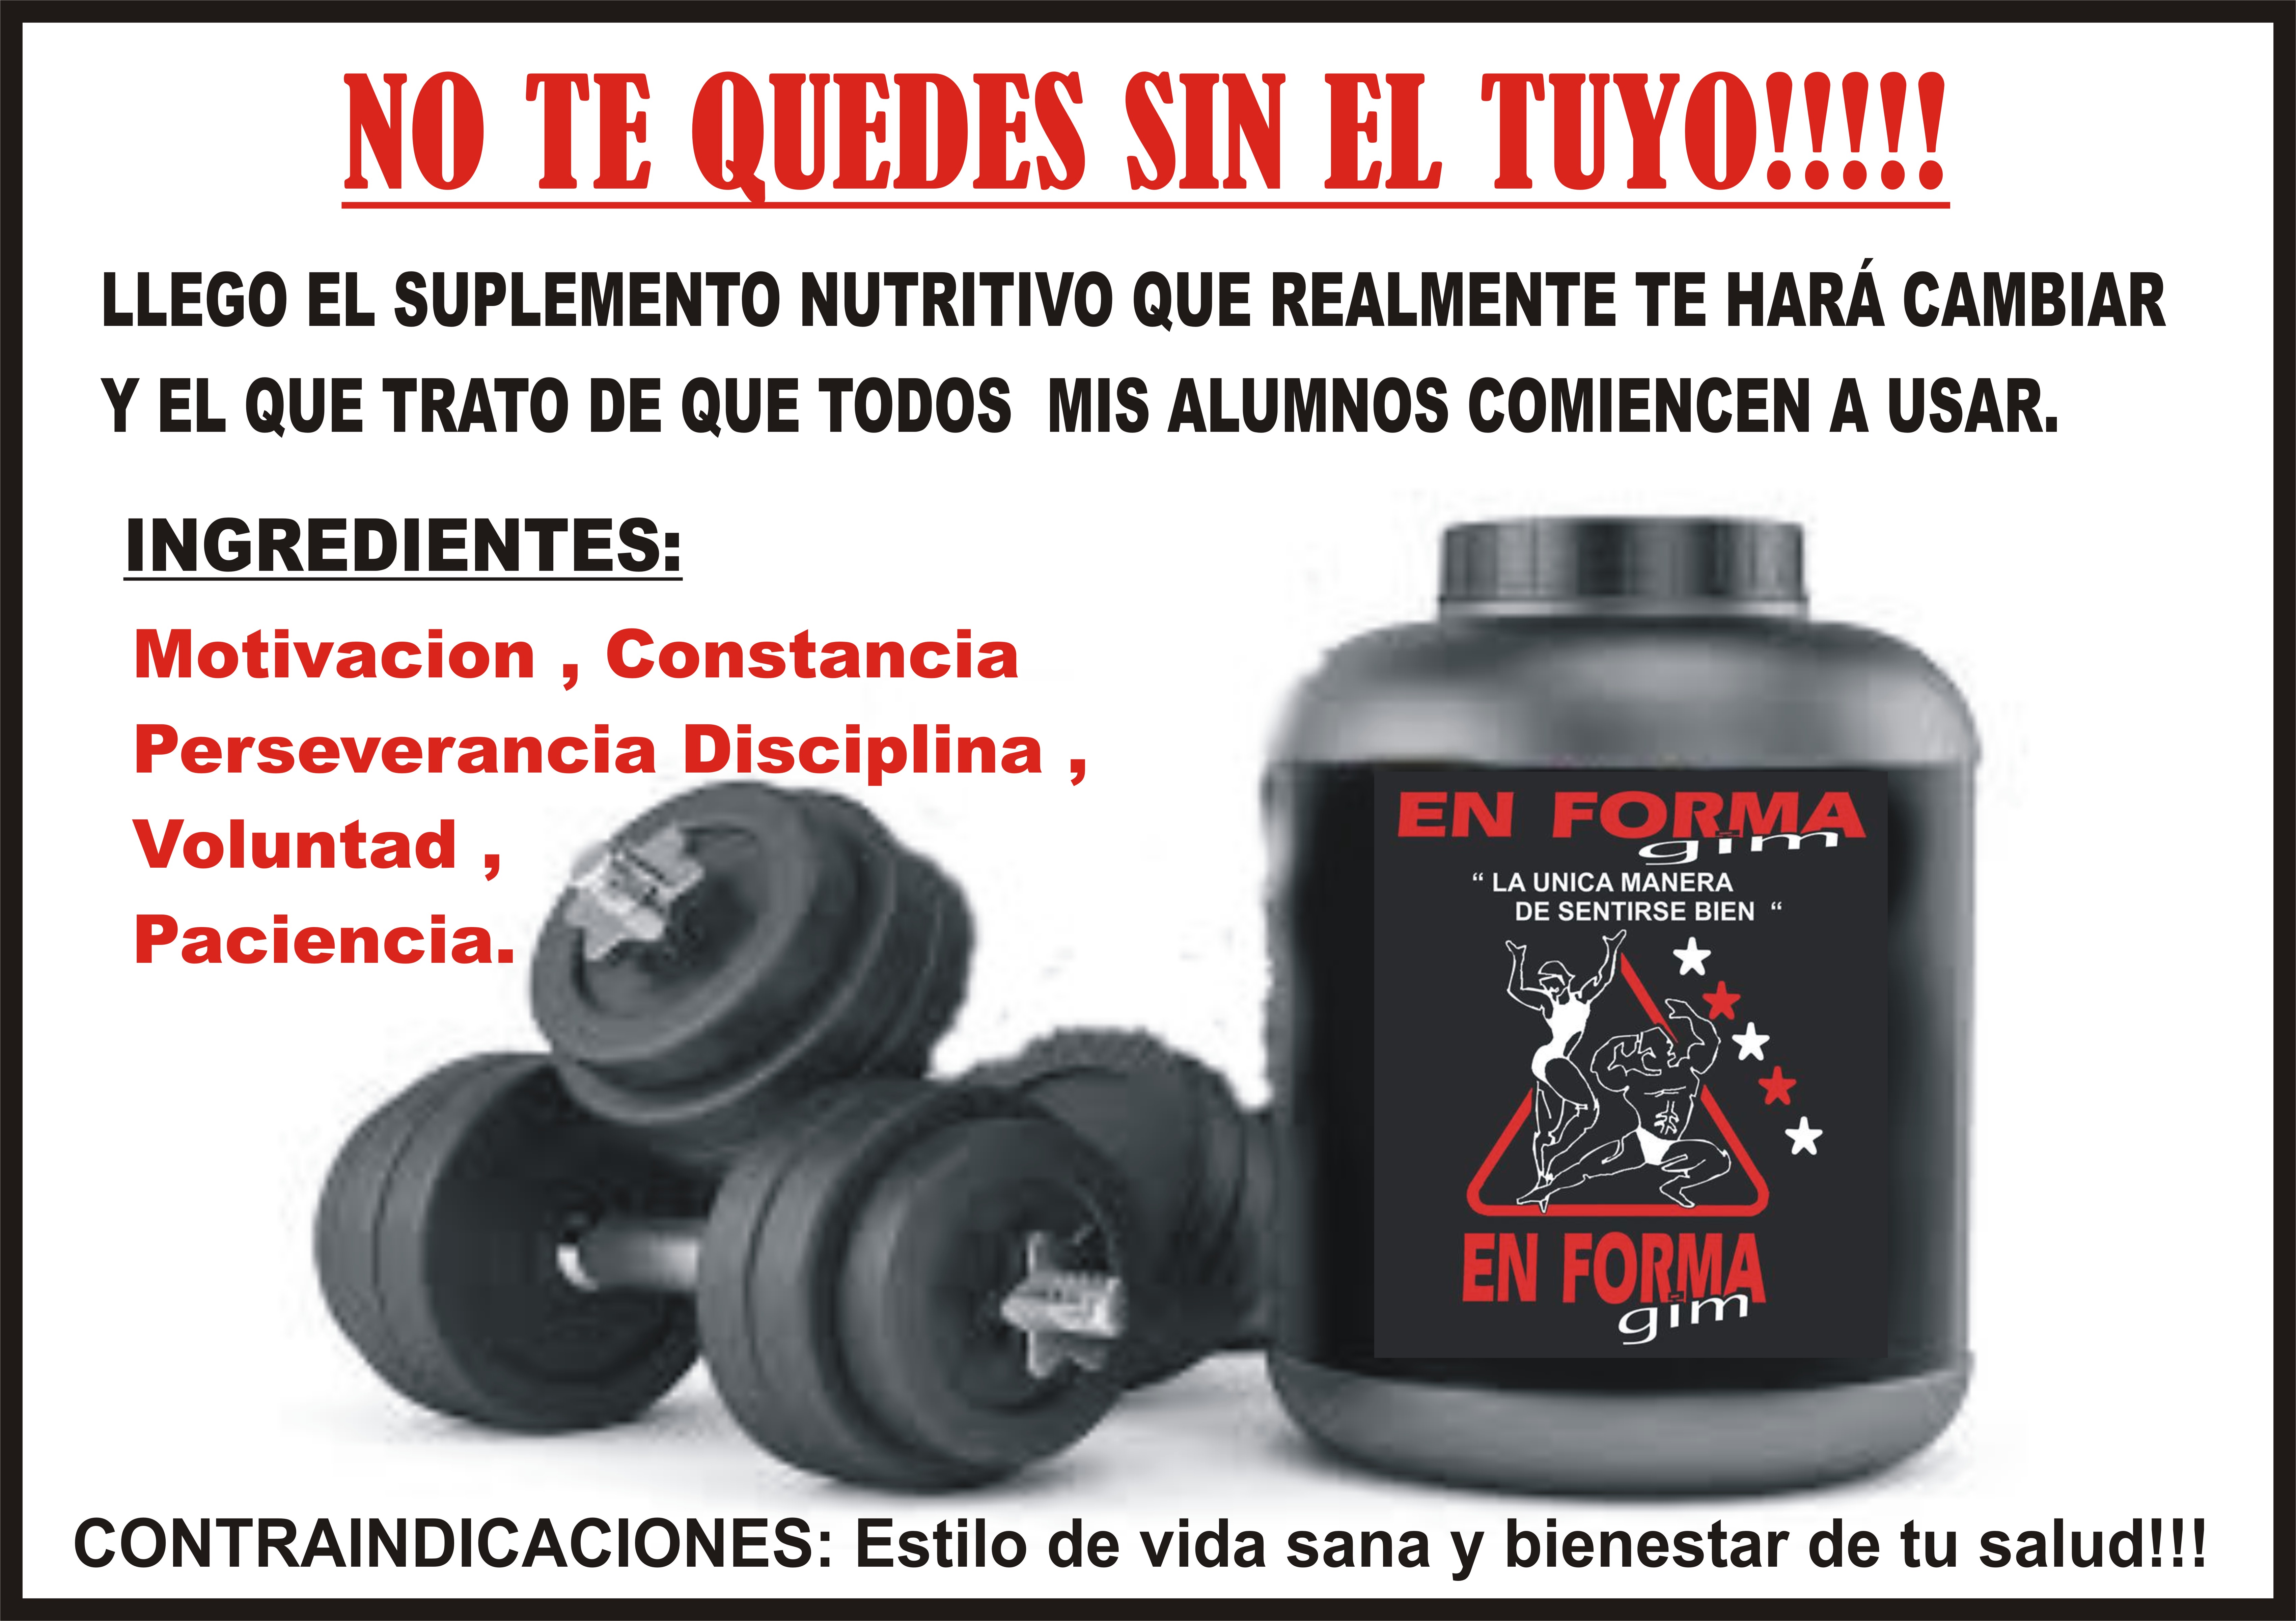 NO TE QUEDES SIN EL TUYO!!!!!
LLEGO EL SUPLEMENTO NUTRITIVO QUE REALMENTE TE HARÁ CAMBIAR
Y EL QUE TRATO DE QUE TODOS MIS ALUMNOS COMIENCEN A USAR.
INGREDIENTES:
Motivacion , Constancia
Perseverancia Disciplina ,
Voluntad ,
Paciencia.
EN FORMA
gim
“ LA UNICA MANERA
DE SENTIRSE BIEN “
EN FORMA
gim
CONTRAINDICACIONES: Estilo de vida sana y bienestar de tu salud!!!